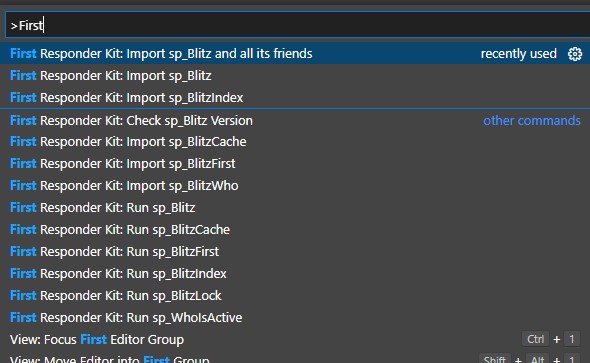 >First
First Responder Kit: Import sp_Blitz and all its friends recently used
First Responder Kit: Import sp_Blitz
First Responder Kit: Import sp_BlitzIndex
First Responder Kit: Check sp_Blitz Version other commands
First Responder Kit: Import sp_BlitzCache
First Responder Kit: Import sp_BlitzFirst
First Responder Kit: Import sp_BlitzWho
First Responder Kit: Run sp_Blitz
First Responder Kit: Run sp_BlitzCache
First Responder Kit: Run sp_BlitzFirst
First Responder Kit: Run sp_BlitzIndex
First Responder Kit: Run sp_BlitzLock
First Responder Kit: Run sp_WhoIsActive
View: Focus First Editor Group Ctrl + 1
View: Move Editor into First Group Shift + Alt + 1